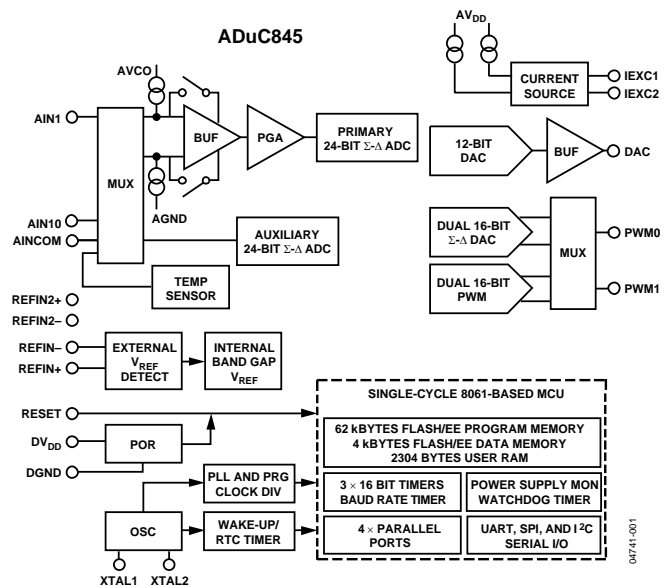 ADuC845
AVDD
AVCO
CURRENT
SOURCE
IEXC1
IEXC2
AIN1
MUX
BUF
PGA
PRIMARY
24-BIT Σ-Δ ADC
12-BIT
DAC
BUF
DAC
AGND
AIN10
AINCOM
AUXILIARY
24-BIT Σ-Δ ADC
DUAL 16-BIT
Σ-Δ DAC
MUX
PWM0
TEMP
SENSOR
DUAL 16-BIT
PWM
PWM1
REFIN2+
REFIN2–
REFIN–
REFIN+
EXTERNAL
VREF
DETECT
INTERNAL
BAND GAP
VREF
RESET
DVDD
DGND
POR
SINGLE-CYCLE 8061-BASED MCU
62 kBYTES FLASH/EE PROGRAM MEMORY
4 kBYTES FLASH/EE DATA MEMORY
2304 BYTES USER RAM
PLL AND PRG
CLOCK DIV
3 × 16 BIT TIMERS
BAUD RATE TIMER
POWER SUPPLY MON
WATCHDOG TIMER
OSC
WAKE-UP/
RTC TIMER
4 × PARALLEL
PORTS
UART, SPI, AND I2C
SERIAL I/O
XTAL1
XTAL2
04741-001